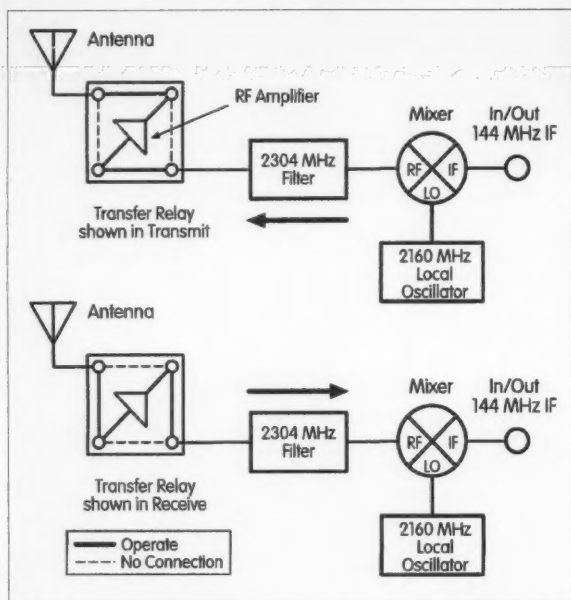 Antenna
RF Amplifier
Mixer
In/Out
144 MHz IF
2304 MHz
Filter
RF
IF
LO
Transfer Relay
shown in Transmit
2160 MHz
Local
Oscillator
Antenna
Mixer
In/Out
144 MHz IF
2304 MHz
Filter
RF
IF
LO
Transfer Relay
shown in Receive
2160 MHz
Local
Oscillator
Operate
No Connection